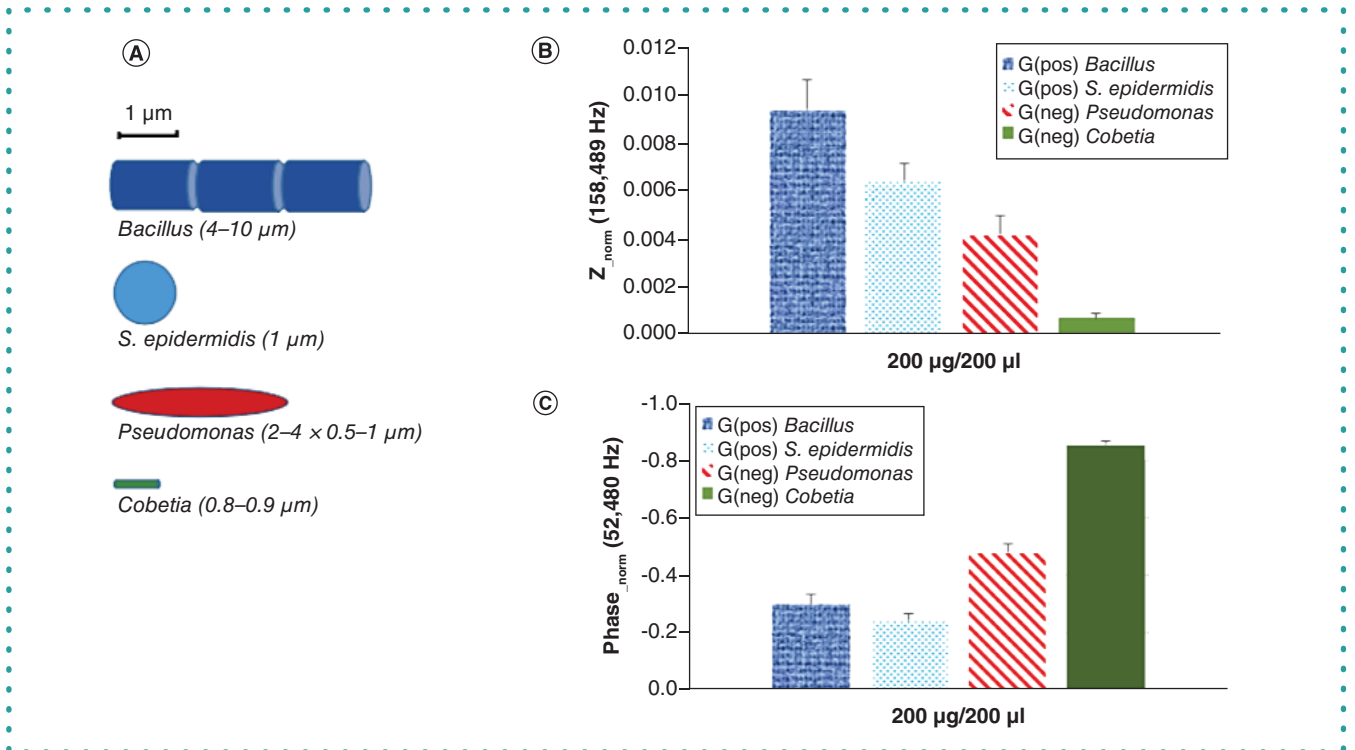 A
1 μm
Bacillus (4–10 μm)
S. epidermidis (1 μm)
Pseudomonas (2–4 × 0.5–1 μm)
Cobetia (0.8–0.9 μm)
B
Z_norm (158,489 Hz)
0.012
0.010
0.008
0.006
0.004
0.002
0.000
G(pos) Bacillus
G(pos) S. epidermidis
G(neg) Pseudomonas
G(neg) Cobetia
200 μg/200 μl
C
Phase_norm (52,480 Hz)
-1.0
-0.8
-0.6
-0.4
-0.2
0.0
G(pos) Bacillus
G(pos) S. epidermidis
G(neg) Pseudomonas
G(neg) Cobetia
200 μg/200 μl